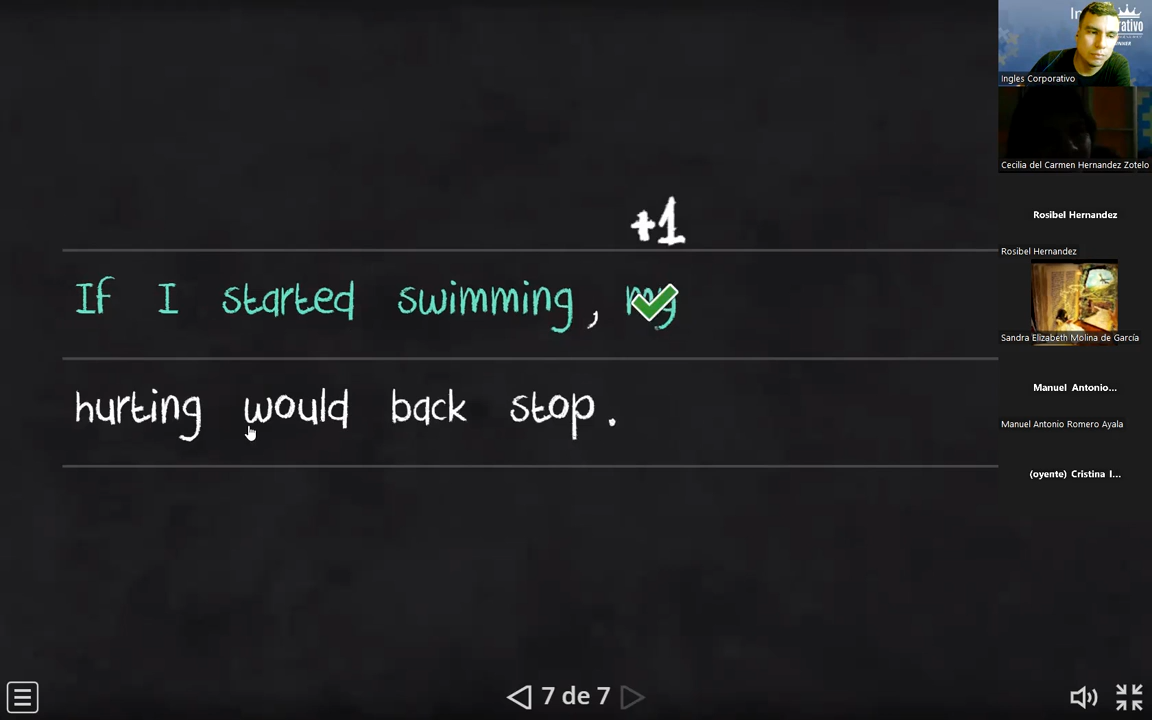 +1
If I started swimming, my
hurting would back stop.
7 de 7
Ingles Corporativo
Cecilia del Carmen Hernandez Zotelo
Rosibel Hernandez
Rosibel Hernandez
Sandra Elizabeth Molina de García
Manuel Antonio...
Manuel Antonio Romero Ayala
(oyente) Cristina I...